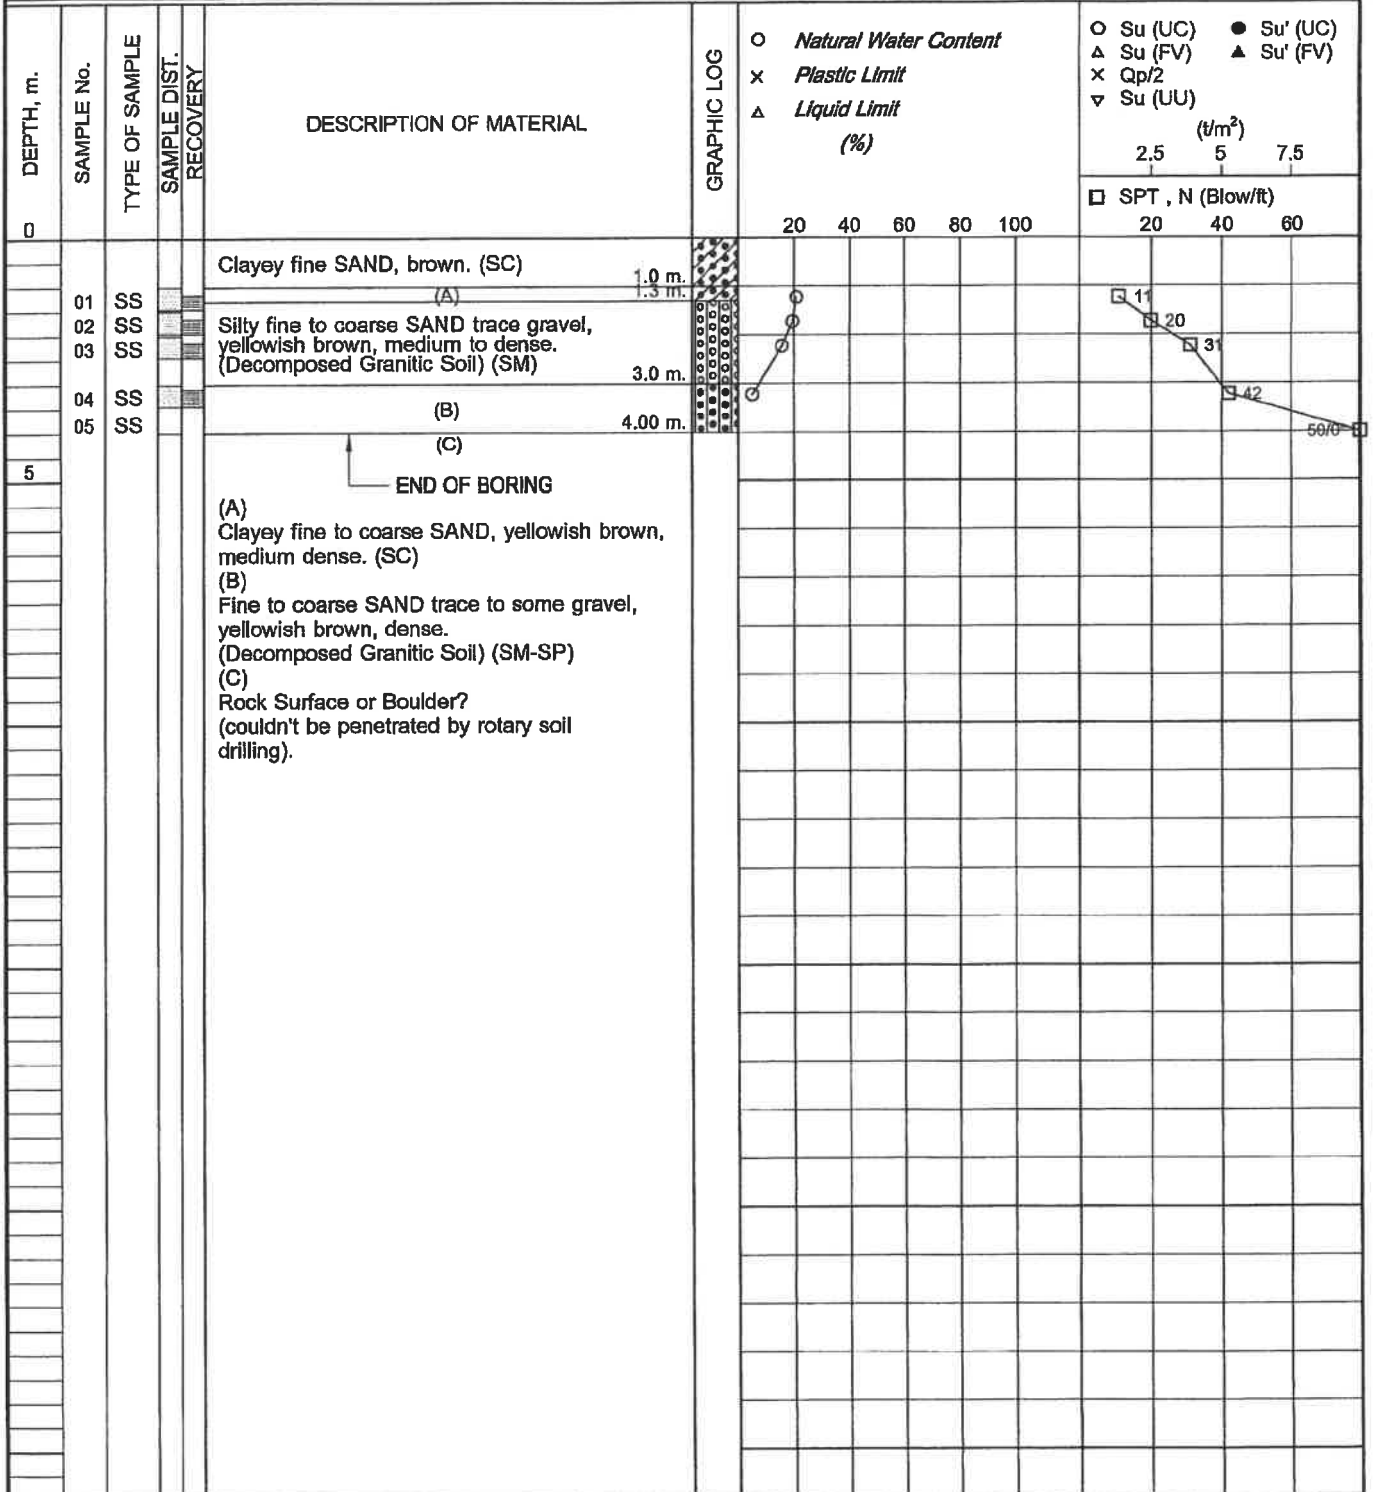 DEPTH, m.
SAMPLE No.
TYPE OF SAMPLE
SAMPLE DIST.
RECOVERY
DESCRIPTION OF MATERIAL
GRAPHIC LOG
Natural Water Content
Plastic Limit
Liquid Limit
(%)
20 40 60 80 100
Su (UC) Su' (UC)
Su (FV) Su' (FV)
Qp/2
Su (UU)
(t/m²)
2.5 5 7.5
SPT , N (Blow/ft)
20 40 60
0
Clayey fine SAND, brown. (SC)
1.0 m.
01 SS (A) 1.3 m. 11
02 SS Silty fine to coarse SAND trace gravel, 20
03 SS yellowish brown, medium to dense. 31
(Decomposed Granitic Soil) (SM) 3.0 m.
04 SS (B) 42
05 SS 4.00 m. 50/0
(C)
5
END OF BORING
(A)
Clayey fine to coarse SAND, yellowish brown,
medium dense. (SC)
(B)
Fine to coarse SAND trace to some gravel,
yellowish brown, dense.
(Decomposed Granitic Soil) (SM-SP)
(C)
Rock Surface or Boulder?
(couldn't be penetrated by rotary soil
drilling).